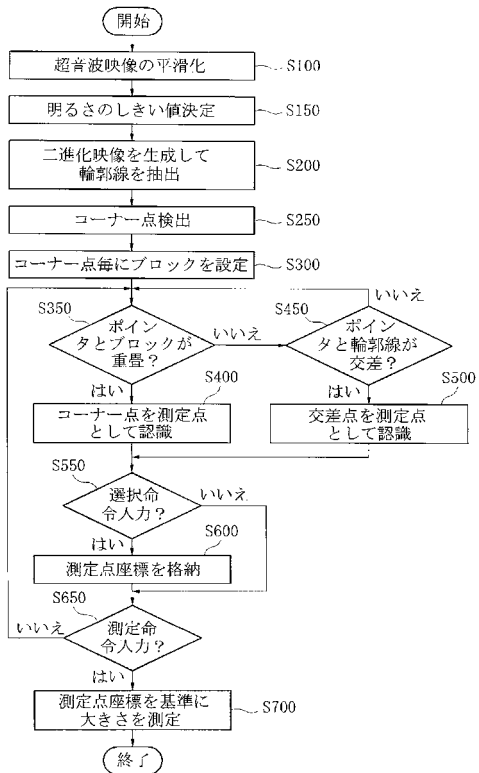 開始
超音波映像の平滑化
S100
明るさのしきい値決定
S150
二進化映像を生成して
輪郭線を抽出
S200
コーナー点検出
S250
コーナー点毎にブロックを設定
S300
S350
ポイン
タとブロックが
重畳？
いいえ
はい
S450
ポイン
タと輪郭線が
交差？
いいえ
はい
S400
コーナー点を測定点
として認識
S500
交差点を測定点
として認識
S550
選択命
令入力？
いいえ
はい
S600
測定点座標を格納
S650
測定命
令入力？
いいえ
はい
測定点座標を基準に
大きさを測定
S700
終了